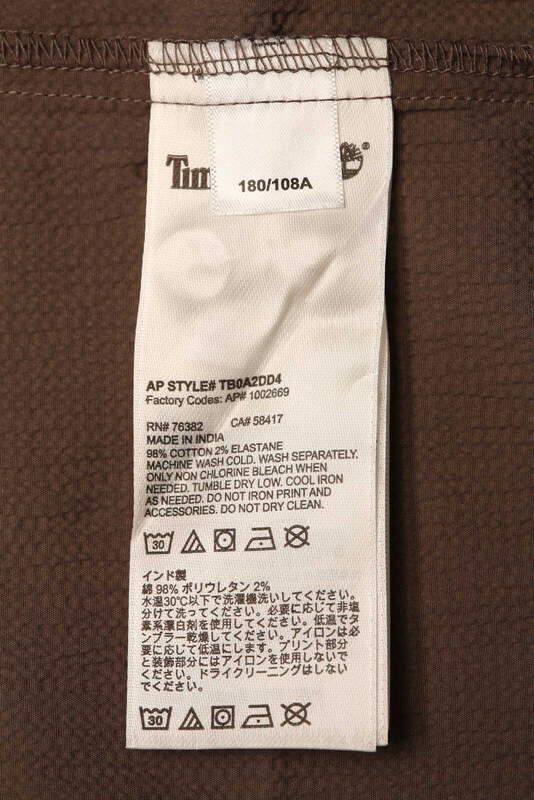 Tim
®
180/108A
AP STYLE# TB0A2DD4
Factory Codes: AP# 1002669
RN# 76382 CA# 58417
MADE IN INDIA
98% COTTON 2% ELASTANE
MACHINE WASH COLD. WASH SEPARATELY.
ONLY NON CHLORINE BLEACH WHEN
NEEDED. TUMBLE DRY LOW. COOL IRON
AS NEEDED. DO NOT IRON PRINT AND
ACCESSORIES. DO NOT DRY CLEAN.
30
インド製
綿 98% ポリウレタン 2%
水温30℃以下で洗濯機洗いしてください。
分けて洗ってください。必要に応じて非塩
素系漂白剤を使用してください。低温でタ
ンブラー乾燥してください。アイロンは必
要に応じて低温にします。プリント部分
と装飾部分にはアイロンを使用しないで
ください。ドライクリーニングはしない
でください。
30